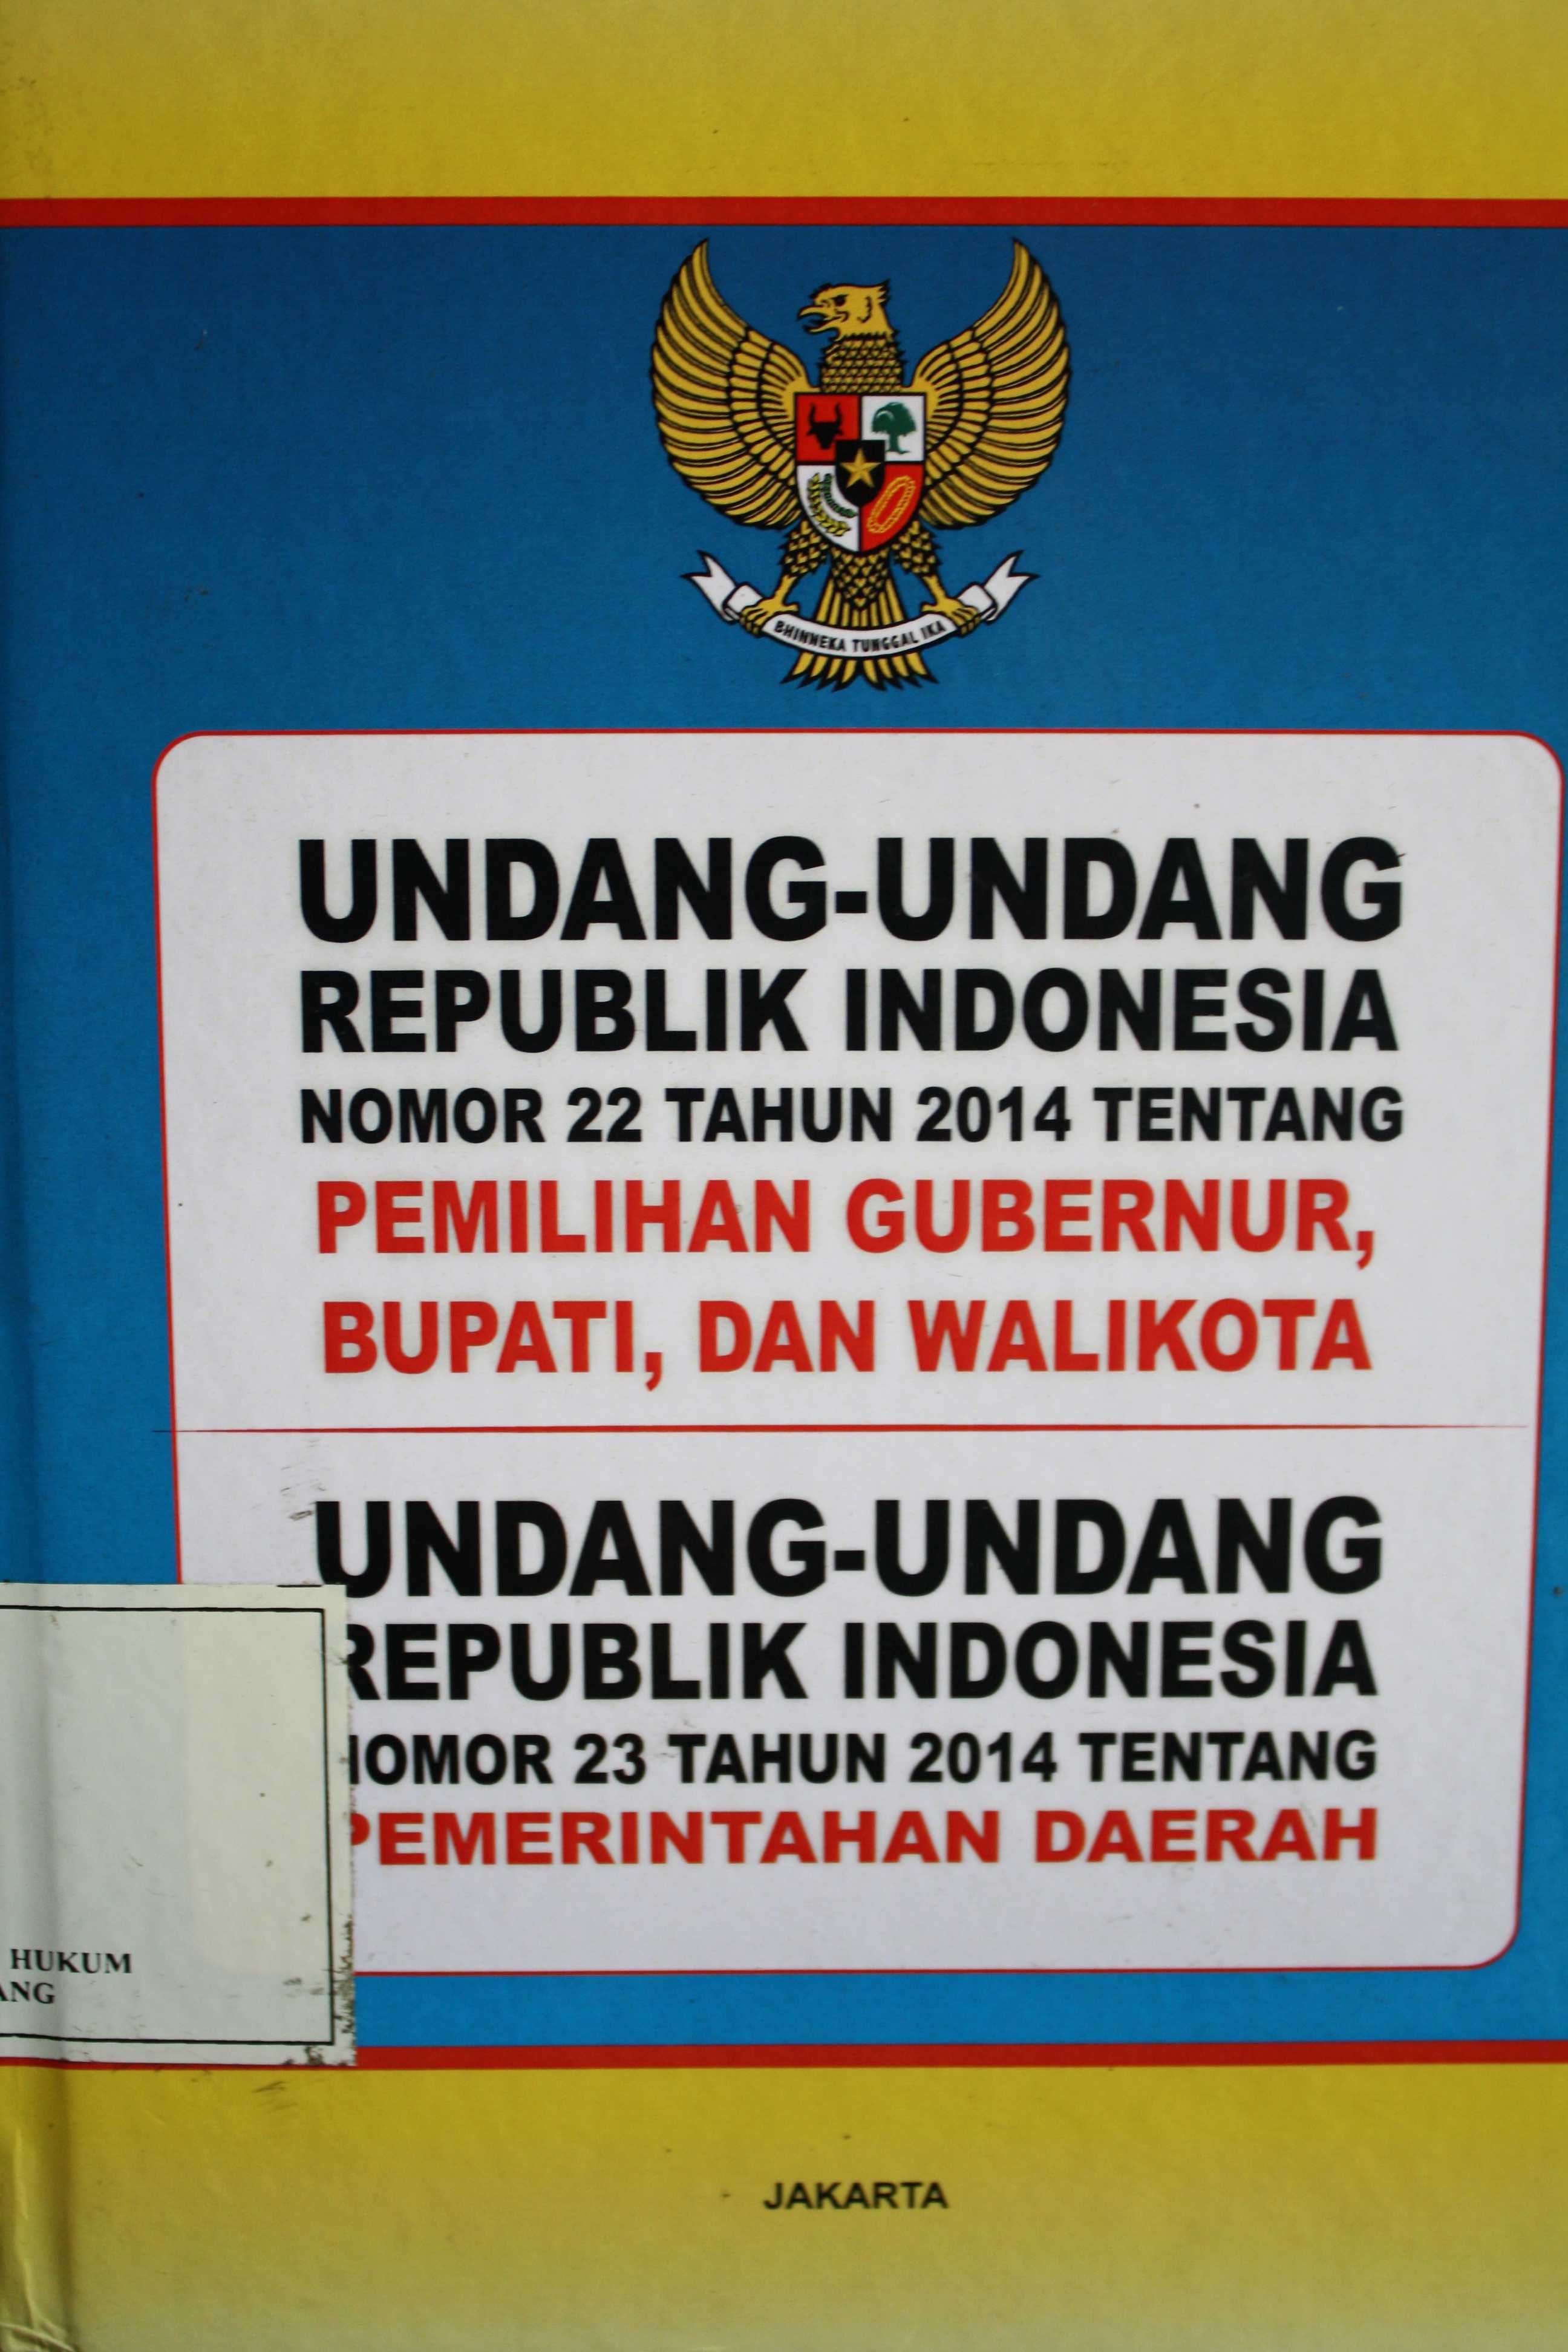 BHINNEKA TUNGGAL IKA
UNDANG-UNDANG
REPUBLIK INDONESIA
NOMOR 22 TAHUN 2014 TENTANG
PEMILIHAN GUBERNUR,
BUPATI, DAN WALIKOTA
UNDANG-UNDANG
REPUBLIK INDONESIA
NOMOR 23 TAHUN 2014 TENTANG
PEMERINTAHAN DAERAH
HUKUM
JAKARTA